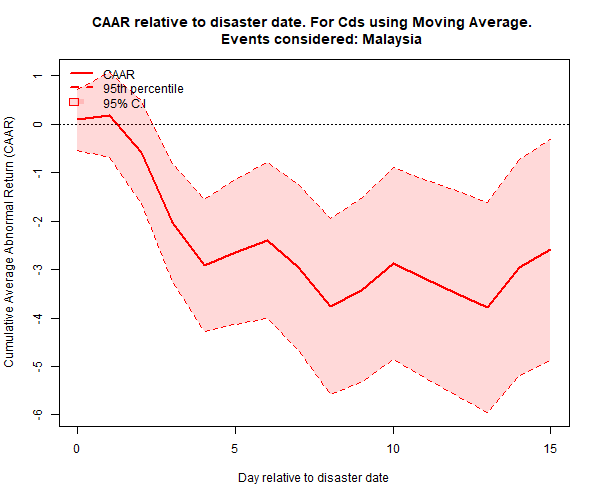 CAAR relative to disaster date. For Cds using Moving Average.
Events considered: Malaysia
CAAR
95th percentile
95% C.I
Cumulative Average Abnormal Return (CAAR)
1
0
-1
-2
-3
-4
-5
-6
0 5 10 15
Day relative to disaster date